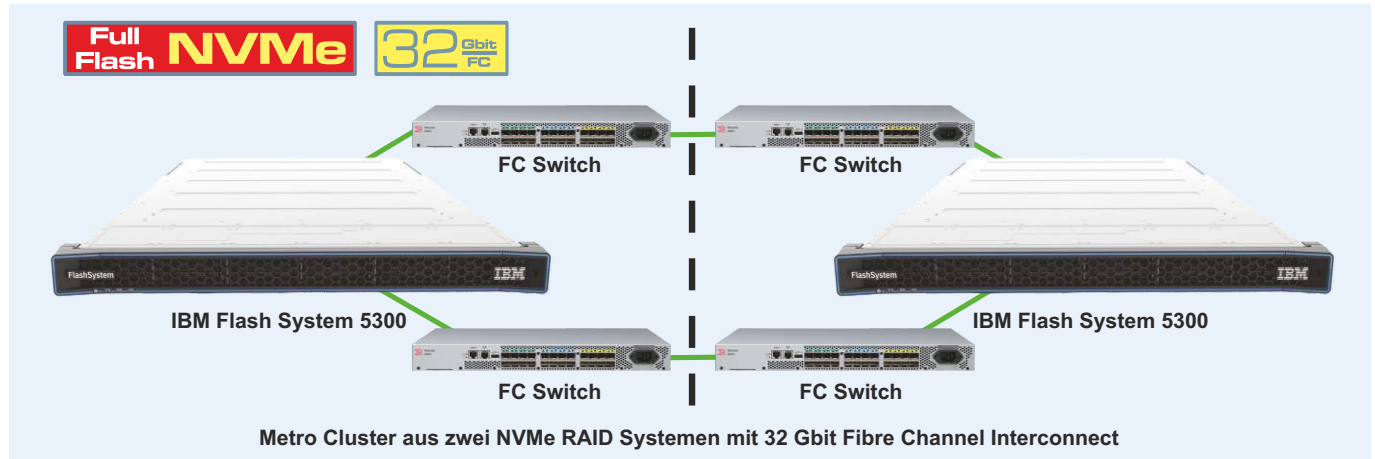 Full
Flash NVMe
32 Gbit
FC
FC Switch
FC Switch
FlashSystem
IBM
FlashSystem
IBM
IBM Flash System 5300
IBM Flash System 5300
FC Switch
FC Switch
Metro Cluster aus zwei NVMe RAID Systemen mit 32 Gbit Fibre Channel Interconnect